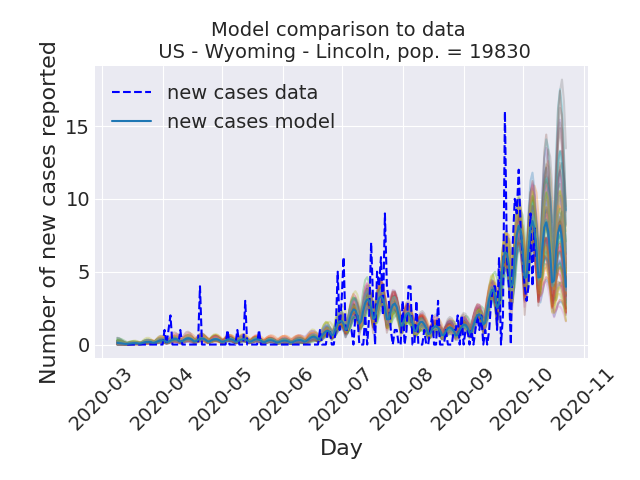 Model comparison to data
US - Wyoming - Lincoln, pop. = 19830
Number of new cases reported
new cases data
new cases model
15
10
5
0
2020-03
2020-04
2020-05
2020-06
2020-07
2020-08
2020-09
2020-10
2020-11
Day